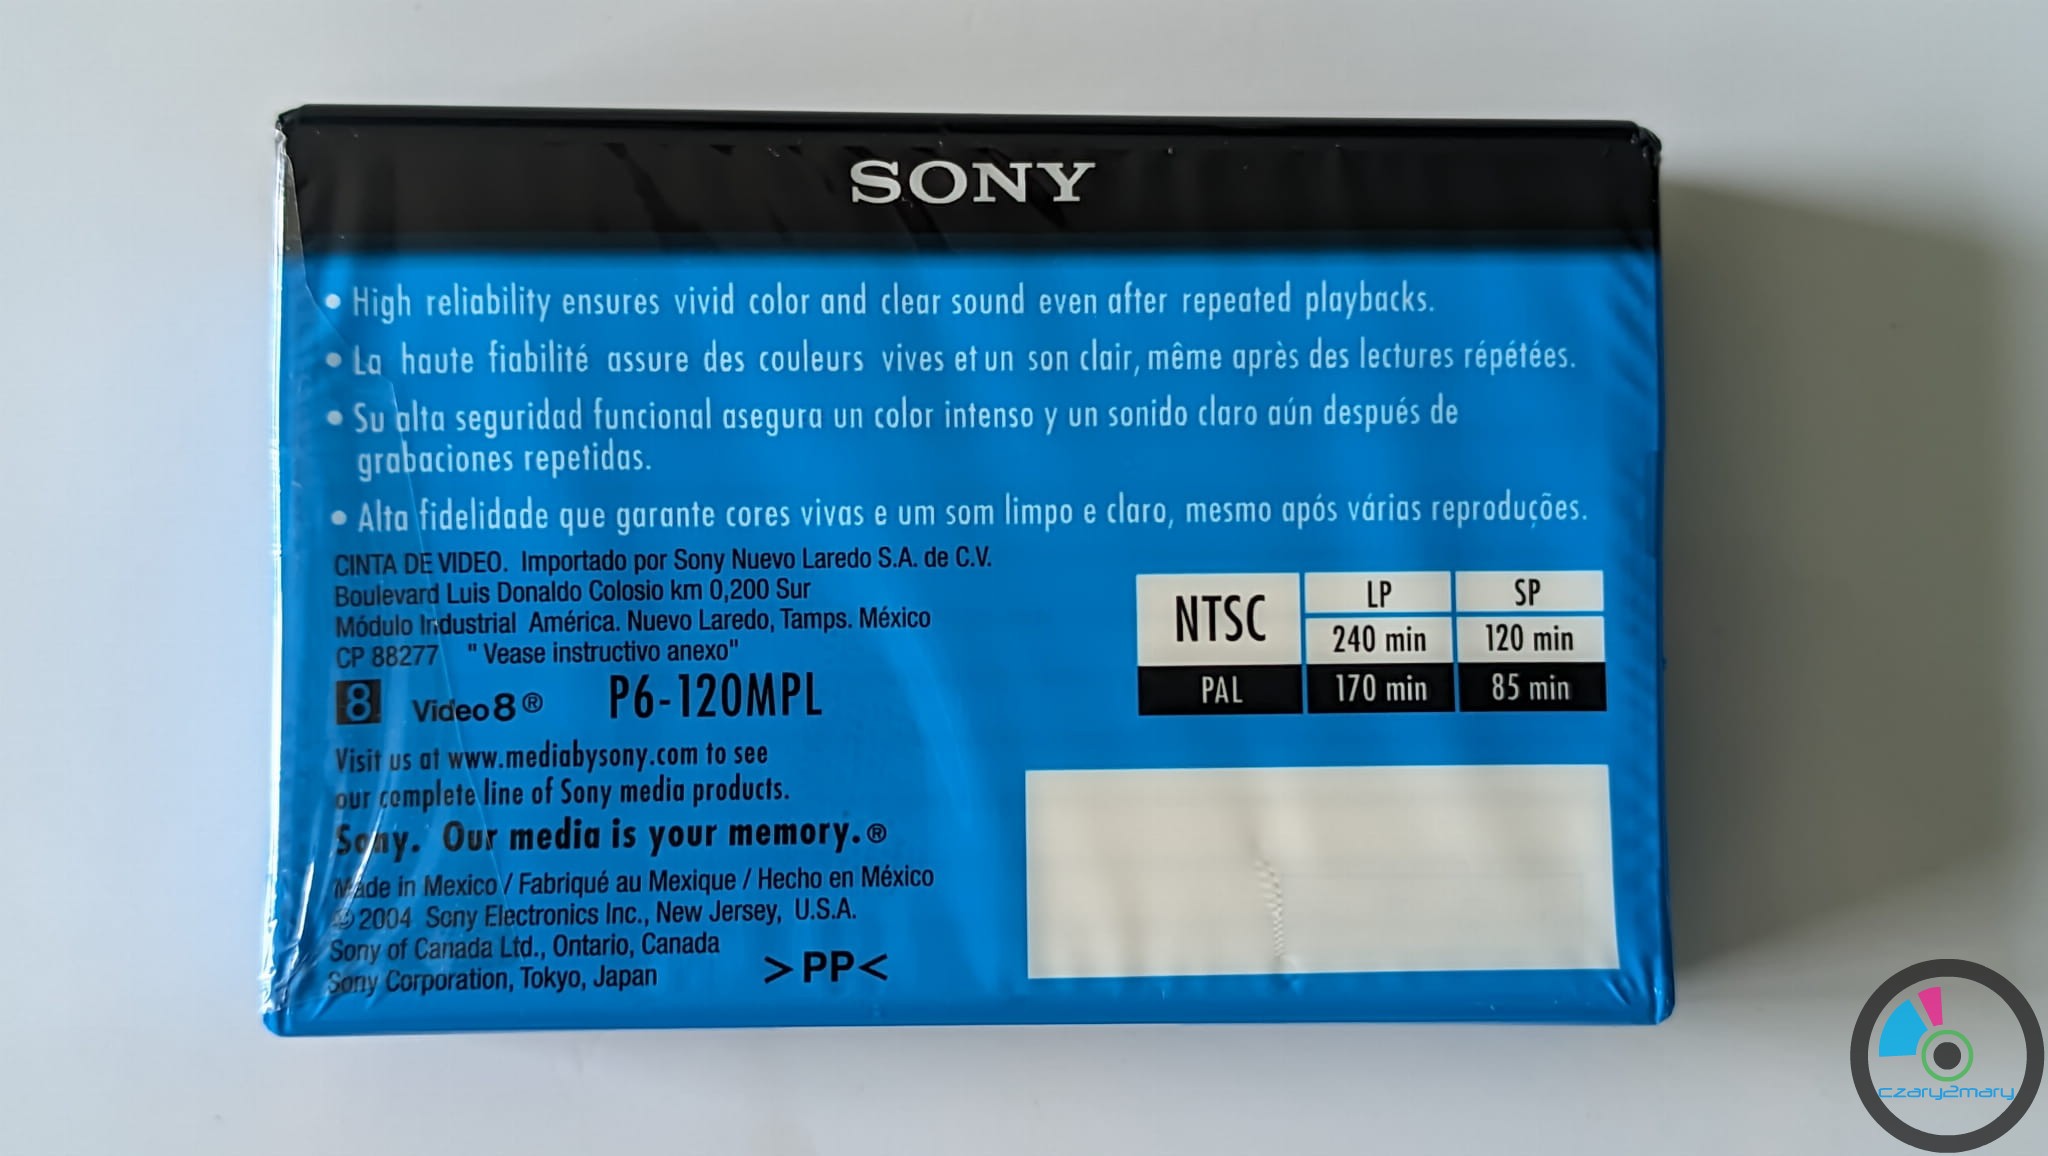 SONY
• High reliability ensures vivid color and clear sound even after repeated playbacks.
• La haute fiabilité assure des couleurs vives et un son clair, même après des lectures répétées.
• Su alta seguridad funcional asegura un color intenso y un sonido claro aún después de
grabaciones repetidas.
• Alta fidelidade que garante cores vivas e um som limpo e claro, mesmo após várias reproduções.
CINTA DE VIDEO. Importado por Sony Nuevo Laredo S.A. de C.V.
Boulevard Luis Donaldo Colosio km 0,200 Sur
Módulo Industrial América. Nuevo Laredo, Tamps. México
CP 88277 " Vease instructivo anexo"
8 Video8® P6-120MPL
NTSC LP SP
240 min 120 min
PAL 170 min 85 min
Visit us at www.mediabysony.com to see
our complete line of Sony media products.
Sony. Our media is your memory.®
Made in Mexico / Fabriqué au Mexique / Hecho en México
© 2004 Sony Electronics Inc., New Jersey, U.S.A.
Sony of Canada Ltd., Ontario, Canada
Sony Corporation, Tokyo, Japan
>PP<
czary2mary